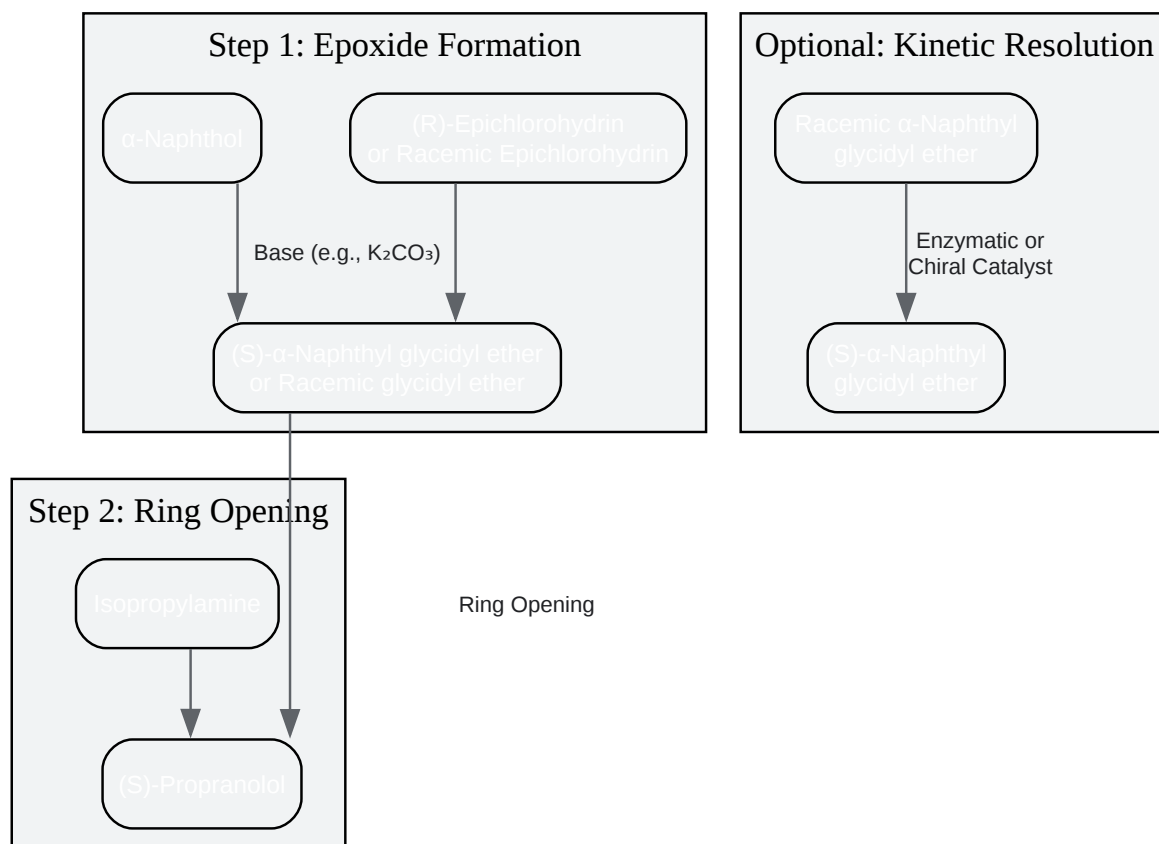 Step 1: Epoxide Formation
α-Naphthol
(R)-Epichlorohydrin
or Racemic Epichlorohydrin
Base (e.g., K₂CO₃)
(S)-α-Naphthyl glycidyl ether
or Racemic glycidyl ether
Optional: Kinetic Resolution
Racemic α-Naphthyl
glycidyl ether
Enzymatic or
Chiral Catalyst
(S)-α-Naphthyl
glycidyl ether
Step 2: Ring Opening
Isopropylamine
Ring Opening
(S)-Propranolol